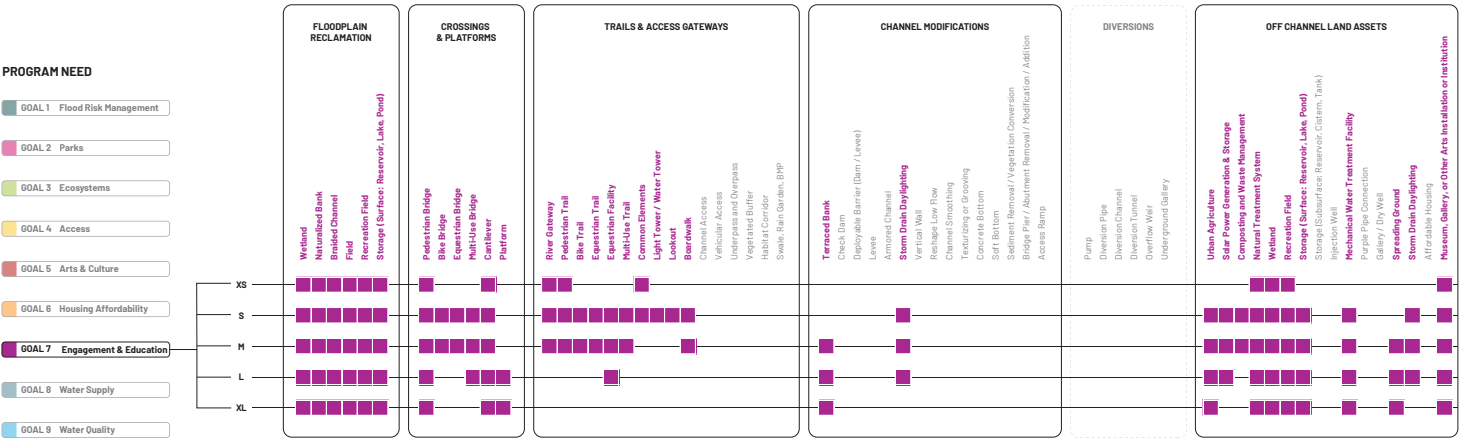 FLOODPLAIN
RECLAMATION
CROSSINGS
& PLATFORMS
TRAILS & ACCESS GATEWAYS
CHANNEL MODIFICATIONS
DIVERSIONS
OFF CHANNEL LAND ASSETS
PROGRAM NEED
GOAL 1 Flood Risk Management
GOAL 2 Parks
GOAL 3 Ecosystems
GOAL 4 Access
GOAL 5 Arts & Culture
GOAL 6 Housing Affordability
GOAL 7 Engagement & Education
GOAL 8 Water Supply
GOAL 9 Water Quality
XS
S
M
L
XL
Wetland
Naturalized Bank
Braided Channel
Field
Recreation Field
Storage (Surface: Reservoir, Lake, Pond)
Pedestrian Bridge
Bike Bridge
Equestrian Bridge
Multi-Use Bridge
Cantilever
Platform
River Gateway
Pedestrian Trail
Bike Trail
Equestrian Trail
Equestrian Facility
Multi-Use Trail
Common Elements
Light Tower / Water Tower
Lookout
Boardwalk
Channel Access
Vehicular Access
Underpass and Overpass
Vegetated Buffer
Habitat Corridor
Swale, Rain Garden, BMP
Terraced Bank
Check Dam
Deployable Barrier (Dam / Levee)
Levee
Armored Channel
Storm Drain Daylighting
Vertical Wall
Reshape Low Flow
Channel Smoothing
Texturizing or Grooving
Concrete Bottom
Soft Bottom
Sediment Removal / Vegetation Conversion
Bridge Pier / Abutment Removal / Modification / Addition
Access Ramp
Pump
Diversion Pipe
Diversion Channel
Diversion Tunnel
Overflow Weir
Underground Gallery
Urban Agriculture
Solar Power Generation & Storage
Composting and Waste Management
Natural Treatment System
Wetland
Recreation Field
Storage (Surface: Reservoir, Lake, Pond)
Storage (Subsurface: Reservoir, Cistern, Tank)
Injection Well
Mechanical Water Treatment Facility
Purple Pipe Connection
Gallery / Dry Well
Spreading Ground
Storm Drain Daylighting
Affordable Housing
Museum, Gallery, or Other Arts Installation or Institution